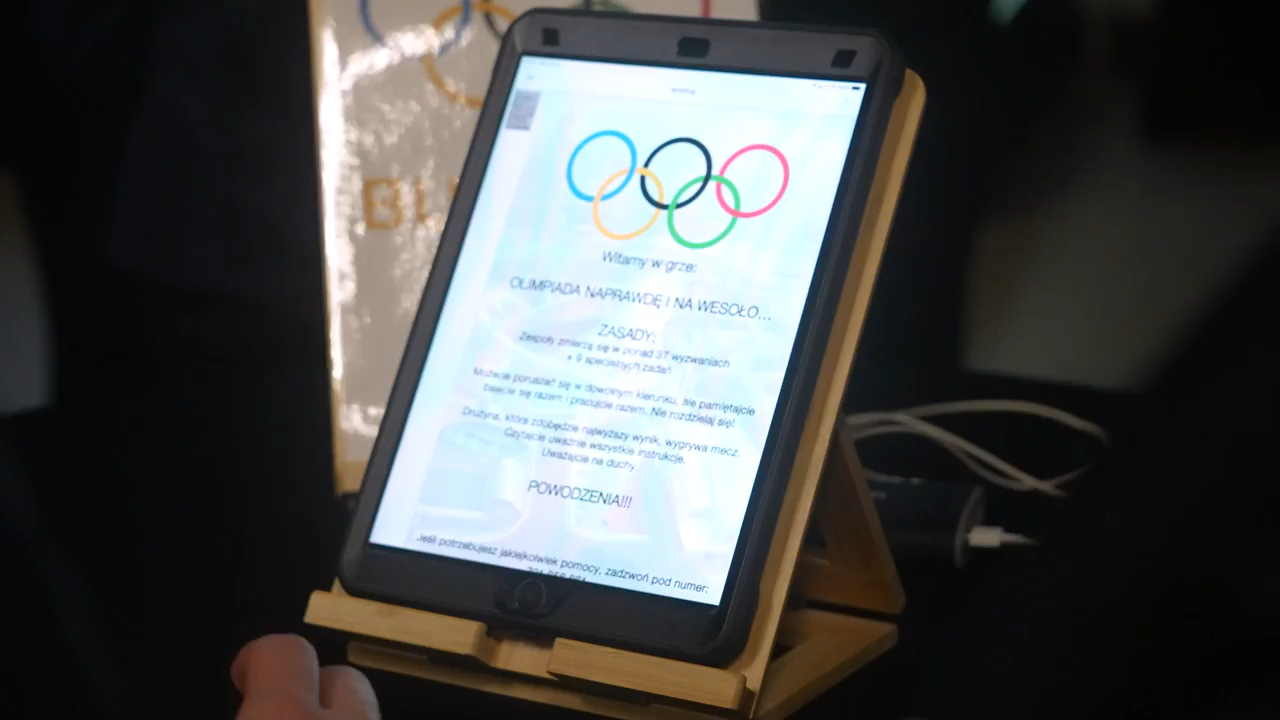 BU
Witamy w grze:
OLIMPIADA NAPRAWDĘ I NA WESOŁO...
ZASADY:
Zespoły zmierzą się w ponad 37 wyzwaniach
+ 9 specjalnych zadań
Możecie poruszać się w dowolnym kierunku, ale pamiętajcie
bawcie się razem i pracujcie razem. Nie rozdzielaj się!
Drużyna, która zdobędzie najwyższy wynik, wygrywa mecz.
Czytajcie uważnie wszystkie instrukcje.
Uważajcie na duchy.
POWODZENIA!!!
Jeśli potrzebujesz jakiejkolwiek pomocy, zadzwoń pod numer: